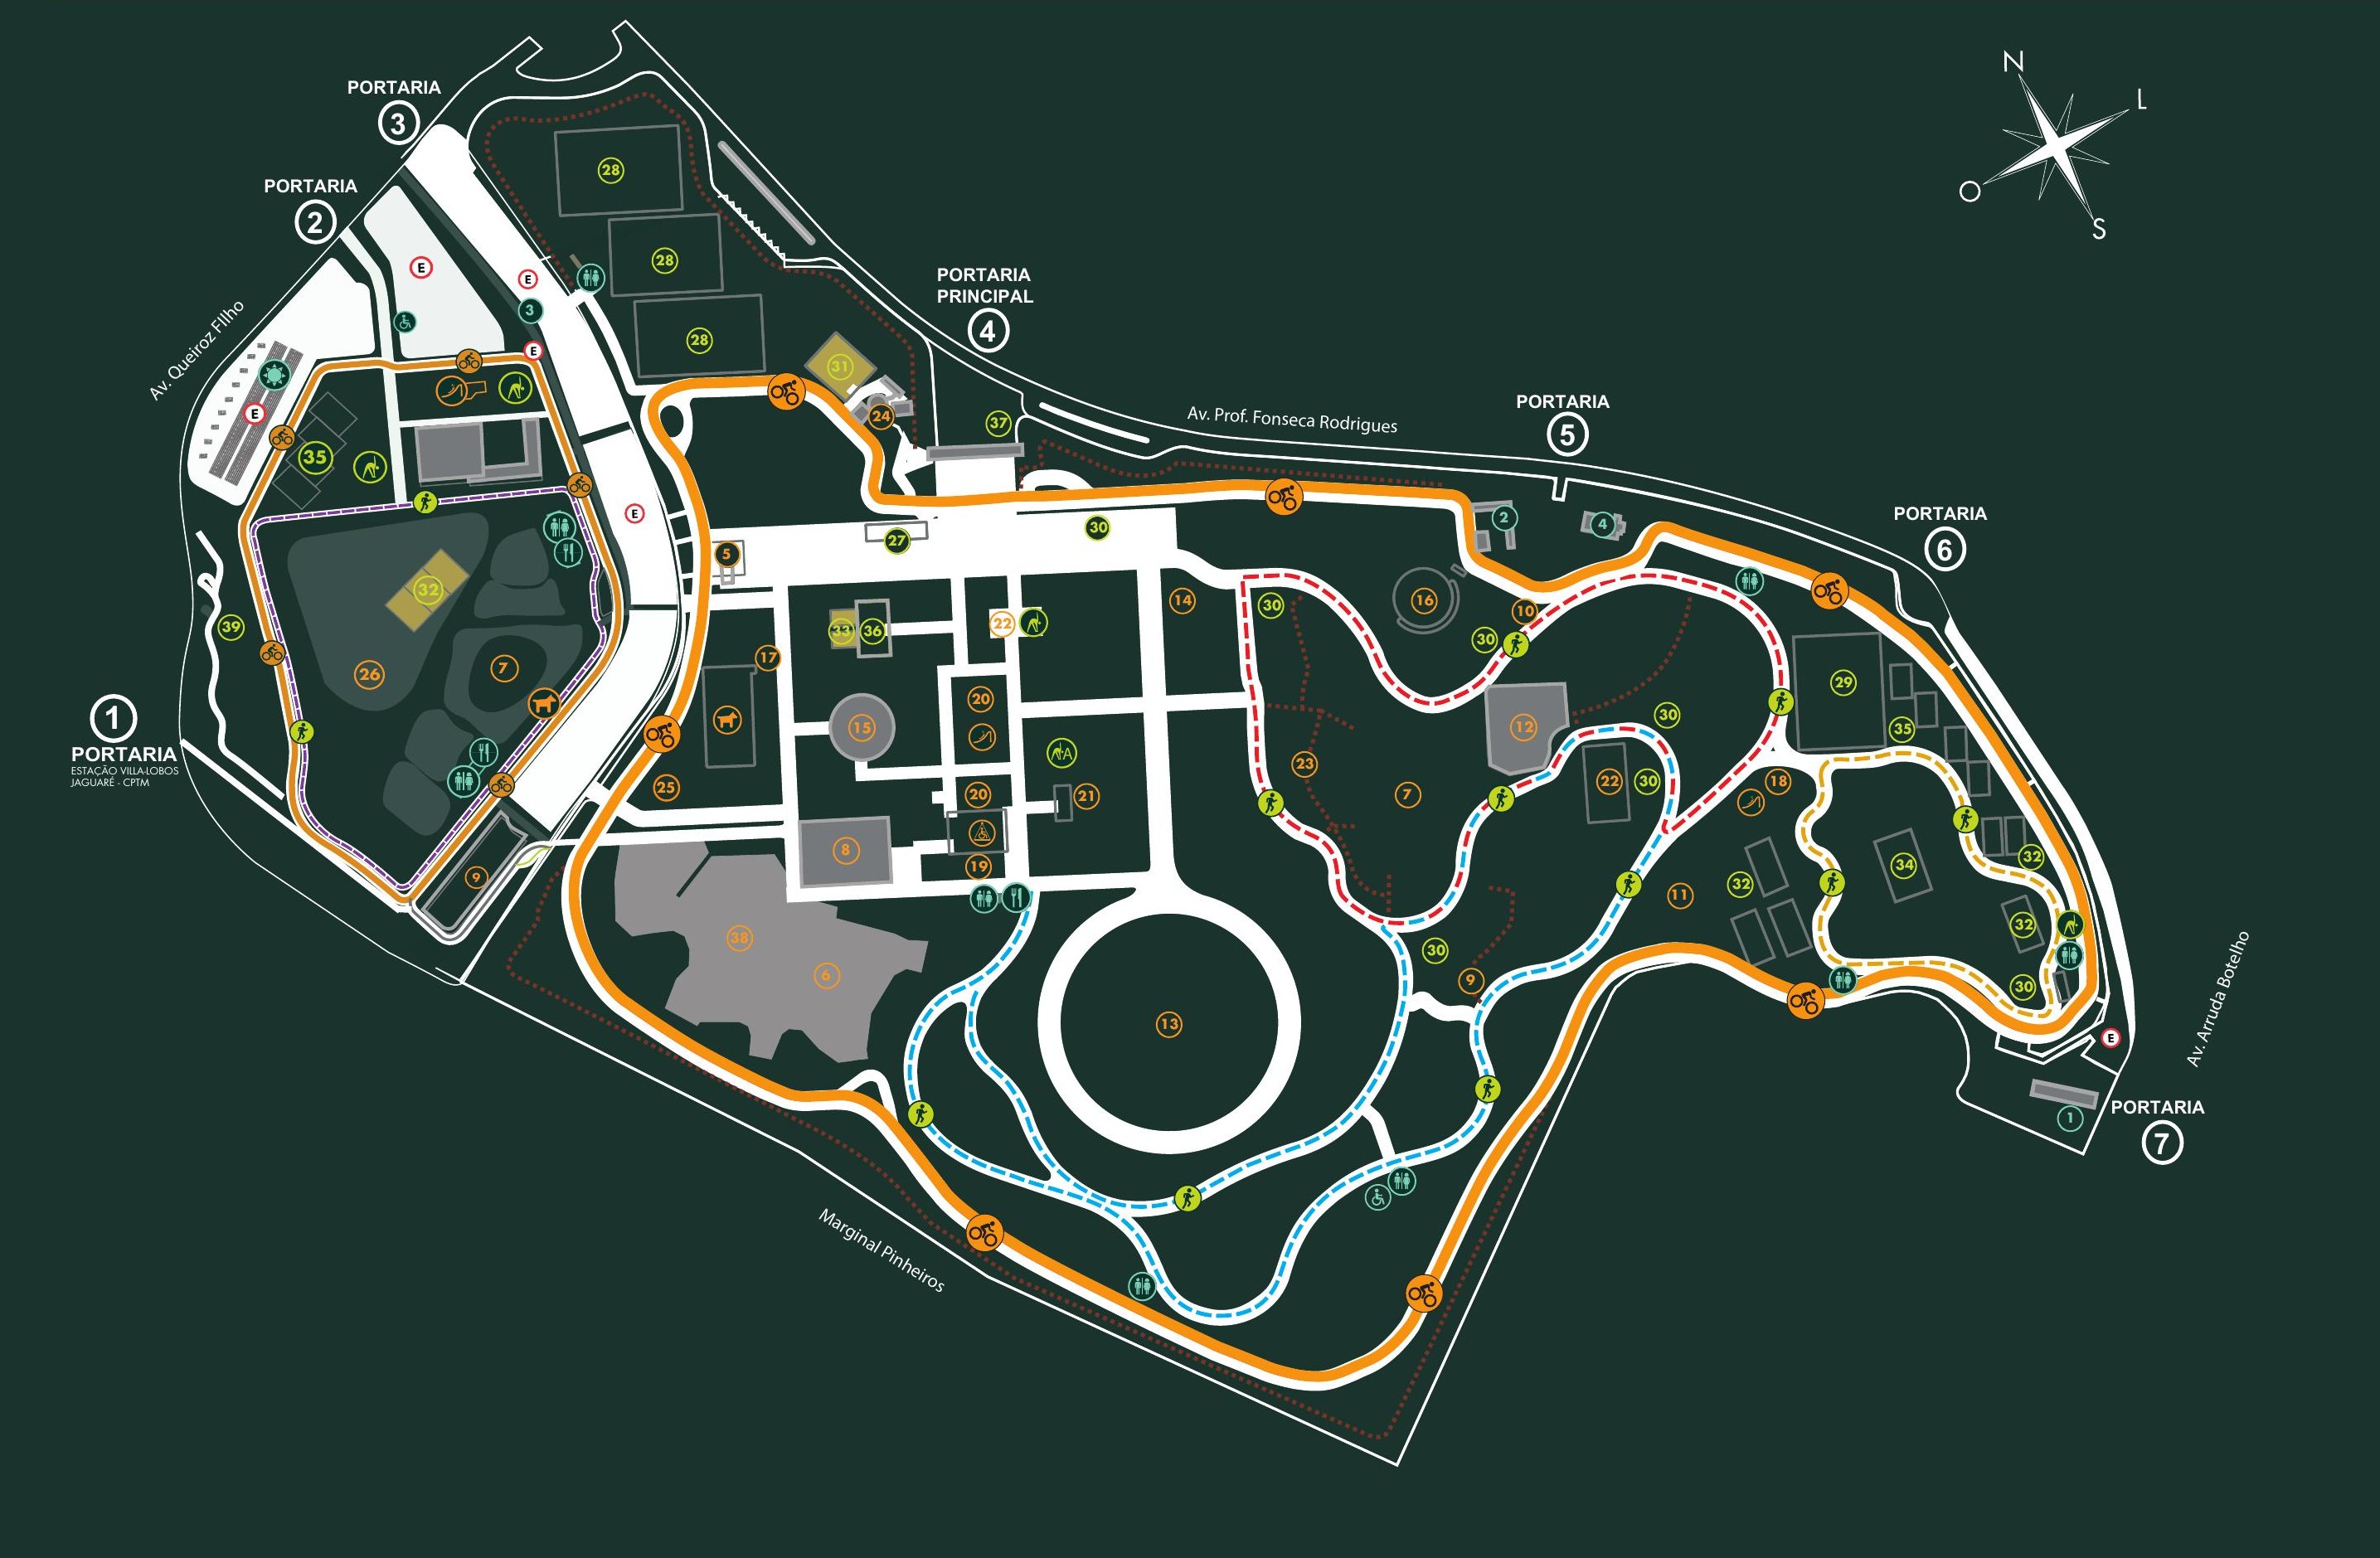 N
L
O
S
PORTARIA
3
PORTARIA
2
28
28
28
E
E
3
E
E
E
PORTARIA
PRINCIPAL
4
Av. Queiroz FIlho
31
24
37
Av. Prof. Fonseca Rodrigues
PORTARIA
5
PORTARIA
6
35
32
26
7
39
9
1
PORTARIA
ESTAÇÃO VILLA-LOBOS
JAGUARÉ - CPTM
5
27
30
2
4
14
30
16
10
30
33
36
22
17
20
15
A
25
20
21
8
19
38
6
13
23
7
12
30
22
30
29
35
18
11
32
34
32
32
30
30
9
E
Av. Arruda Botelho
1
PORTARIA
7
Marginal Pinheiros